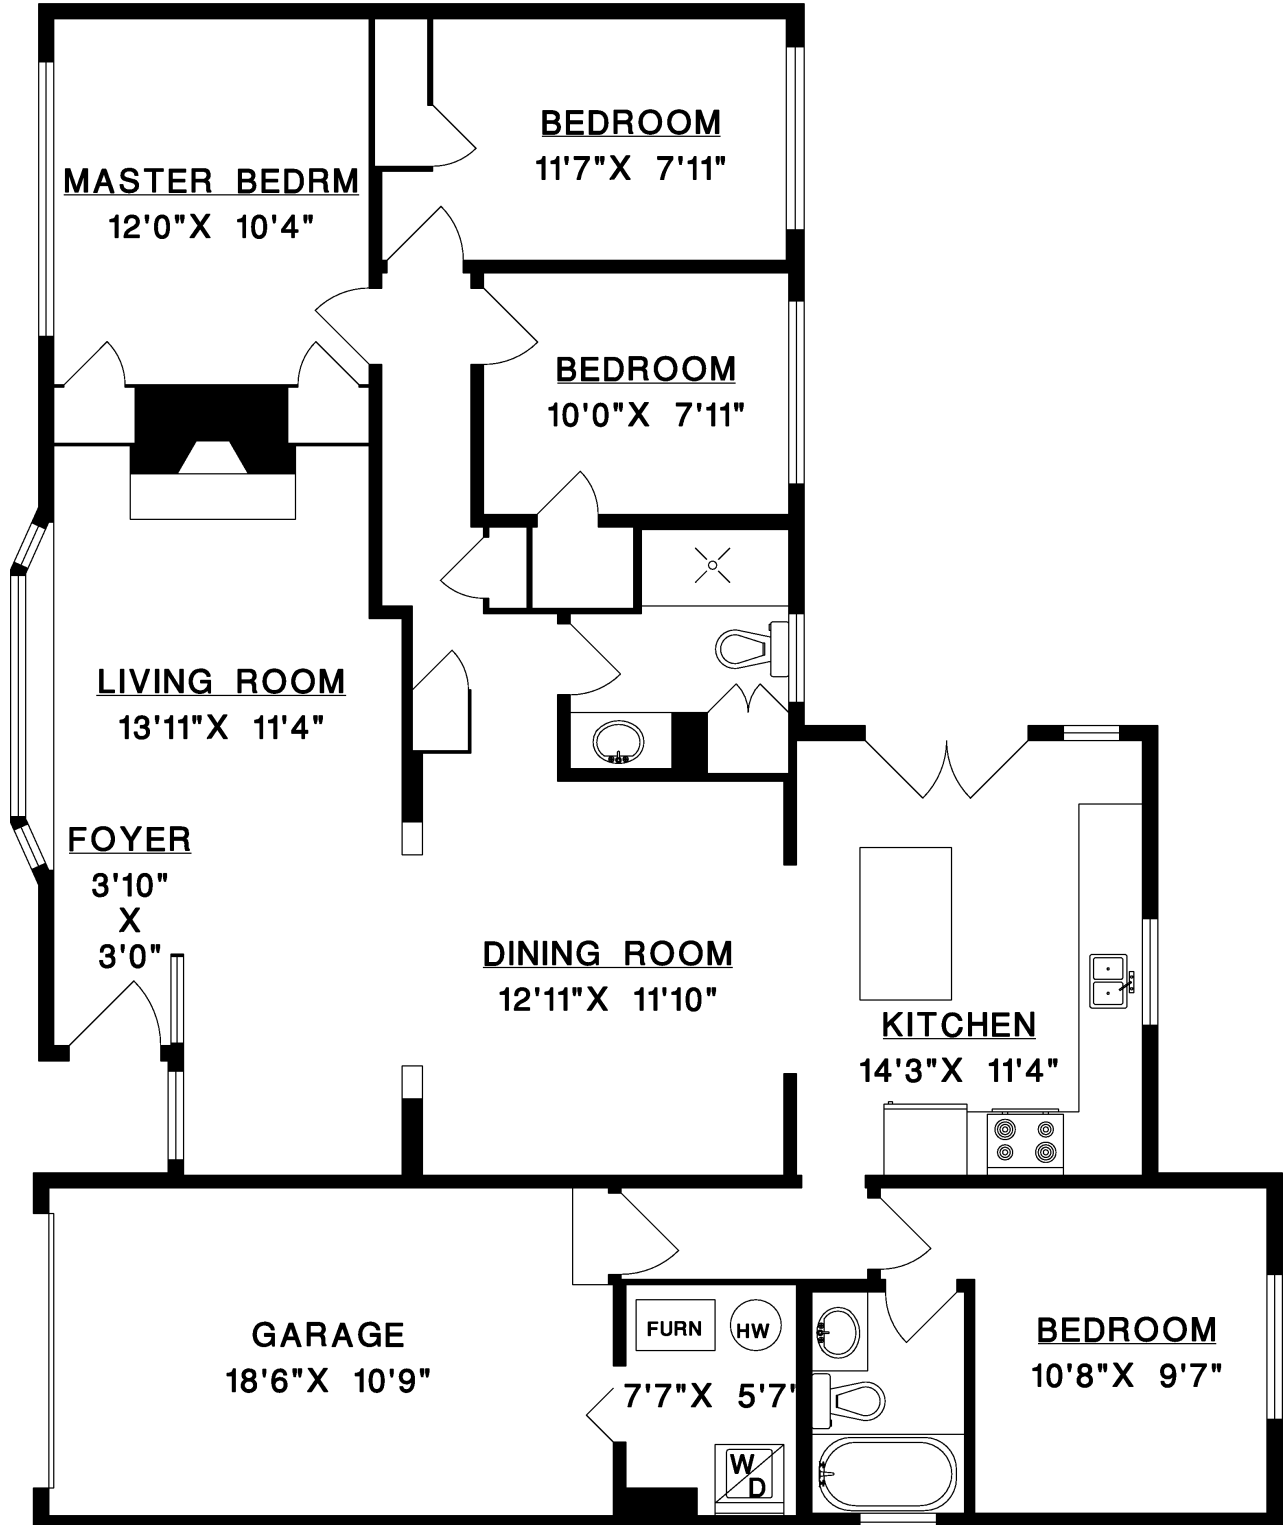 BEDROOM
11'7"X 7'11"
MASTER BEDRM
12'0"X 10'4"
BEDROOM
10'0"X 7'11"
LIVING ROOM
13'11"X 11'4"
FOYER
3'10"
X
3'0"
DINING ROOM
12'11"X 11'10"
KITCHEN
14'3"X 11'4"
GARAGE
18'6"X 10'9"
FURN
HW
7'7"X 5'7'
W
D
BEDROOM
10'8"X 9'7"